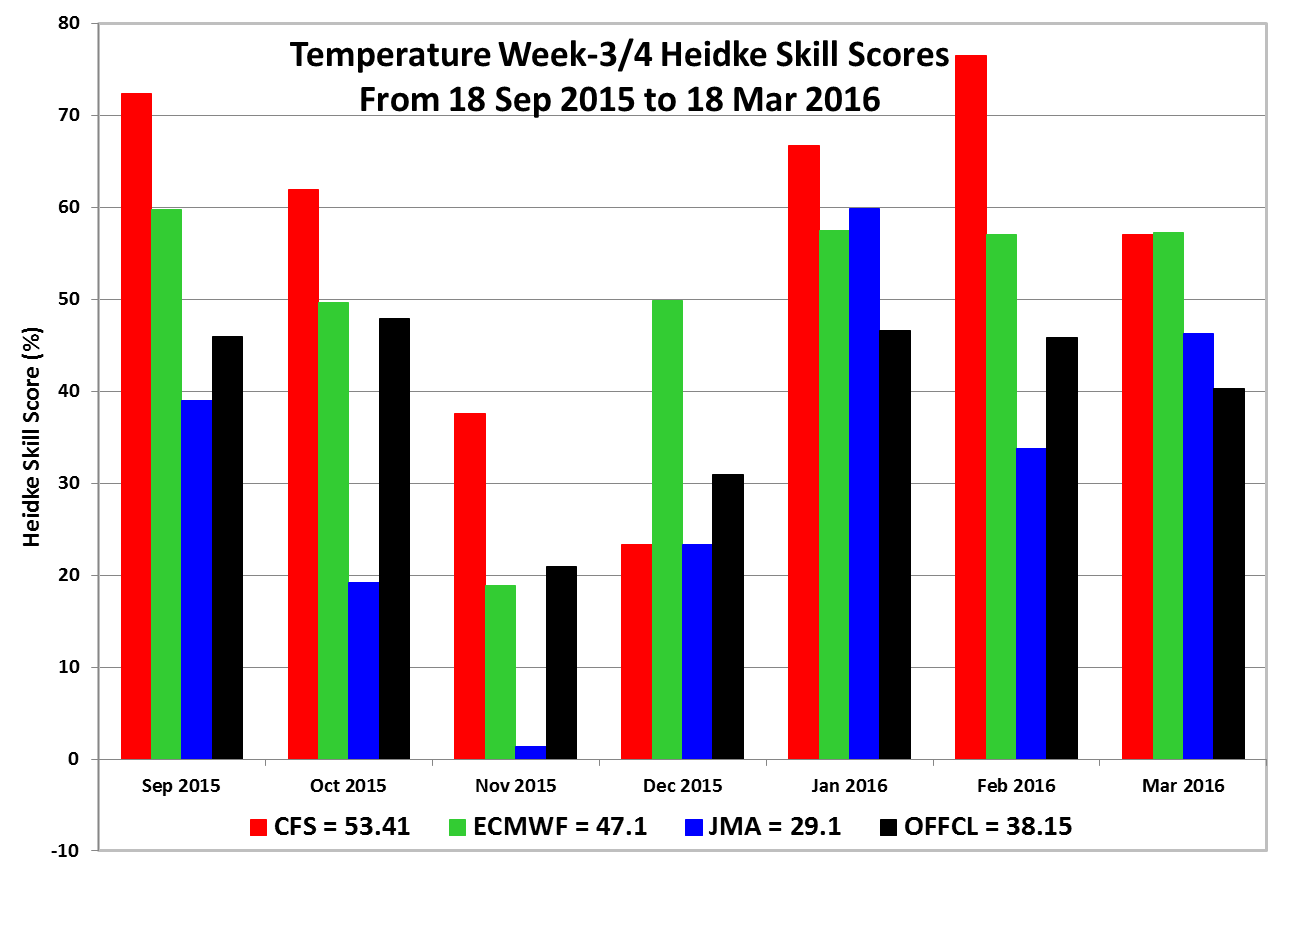 Temperature Week-3/4 Heidke Skill Scores
From 18 Sep 2015 to 18 Mar 2016
Heidke Skill Score (%)
80
70
60
50
40
30
20
10
0
-10
Sep 2015 Oct 2015 Nov 2015 Dec 2015 Jan 2016 Feb 2016 Mar 2016
CFS = 53.41 ECMWF = 47.1 JMA = 29.1 OFFCL = 38.15